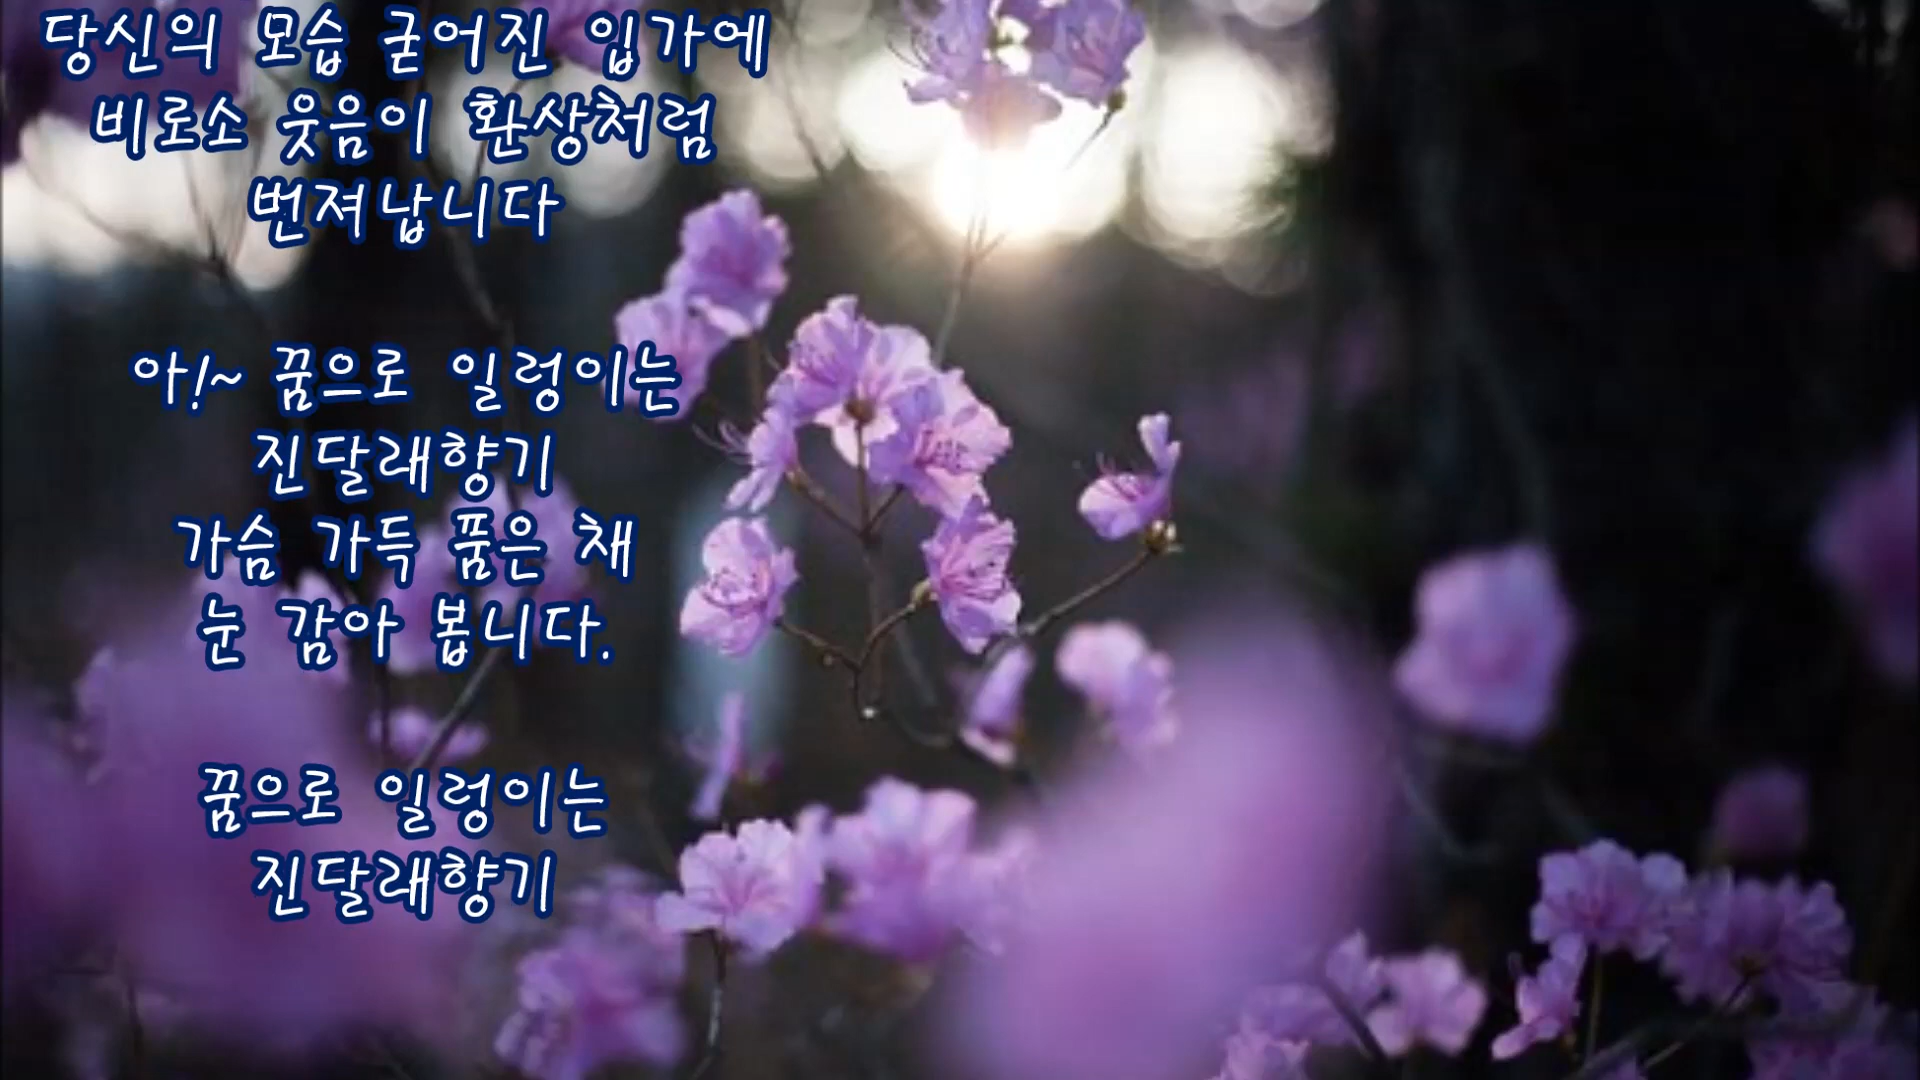 당신의 모습 굳어진 입가에
비로소 웃음이 환상처럼
번져납니다
아!~ 꿈으로 일렁이는
진달래향기
가슴 가득 품은 채
눈 감아 봅니다.
꿈으로 일렁이는
진달래향기